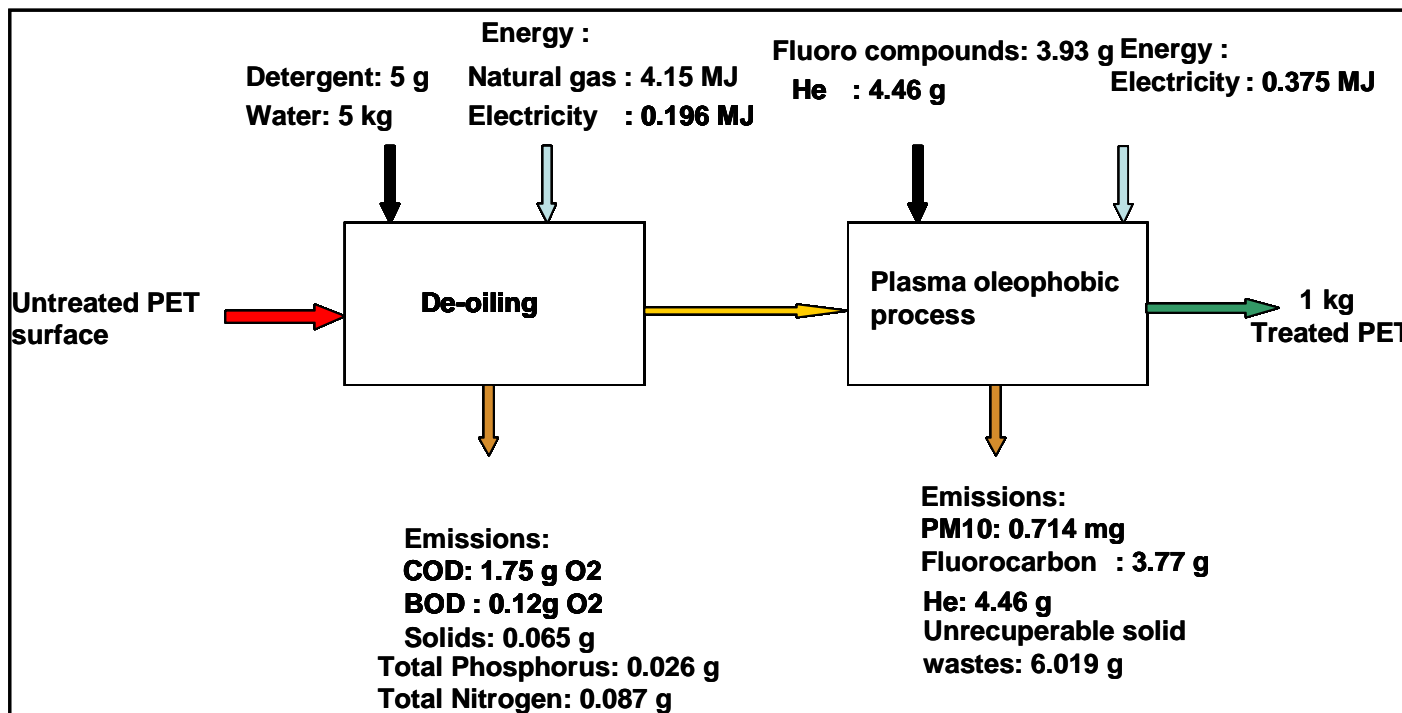 Energy :
Detergent: 5 g
Water: 5 kg
Natural gas : 4.15 MJ
Electricity : 0.196 MJ
Fluoro compounds: 3.93 g
He : 4.46 g
Energy :
Electricity : 0.375 MJ
Untreated PET
surface
De-oiling
Plasma oleophobic
process
1 kg
Treated PET
Emissions:
COD: 1.75 g O2
BOD : 0.12g O2
Solids: 0.065 g
Total Phosphorus: 0.026 g
Total Nitrogen: 0.087 g
Emissions:
PM10: 0.714 mg
Fluorocarbon : 3.77 g
He: 4.46 g
Unrecuperable solid
wastes: 6.019 g